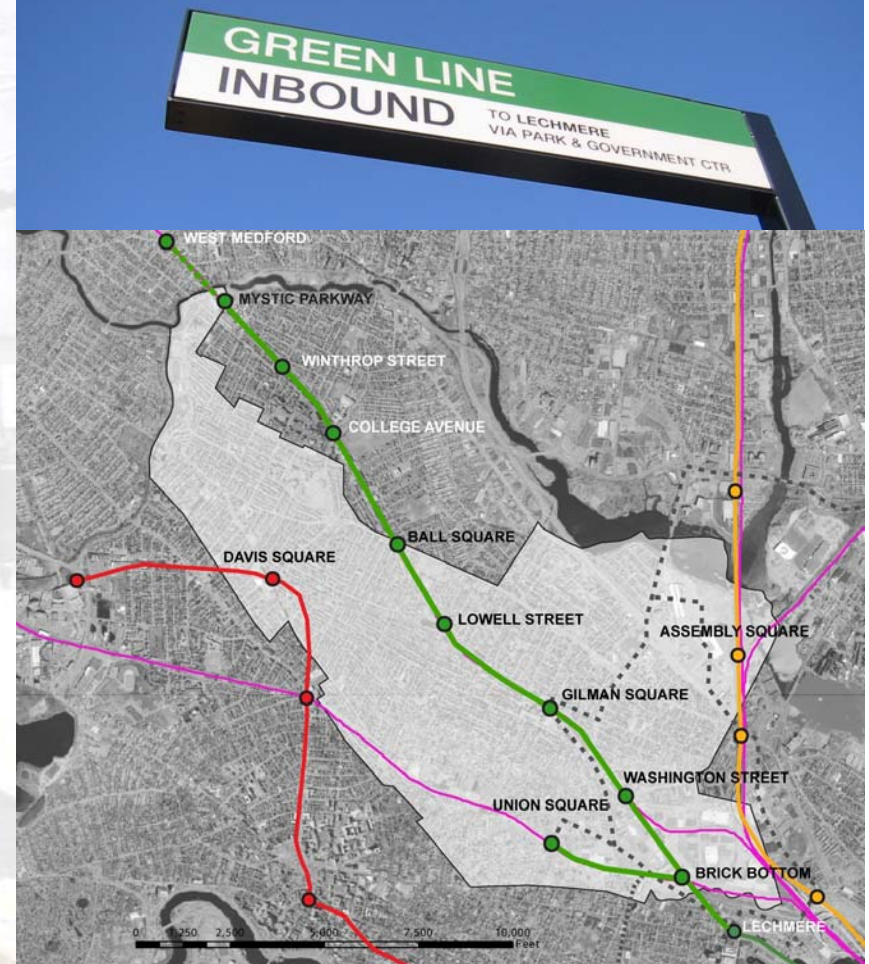 GREEN LINE
INBOUND
TO LECHMERE
VIA PARK & GOVERNMENT CTR
WEST MEDFORD
MYSTIC PARKWAY
WINTHROP STREET
COLLEGE AVENUE
BALL SQUARE
DAVIS SQUARE
LOWELL STREET
ASSEMBLY SQUARE
GILMAN SQUARE
WASHINGTON STREET
UNION SQUARE
BRICK BOTTOM
LECHMERE
0 1,250 2,500 5,000 7,500 10,000
Feet